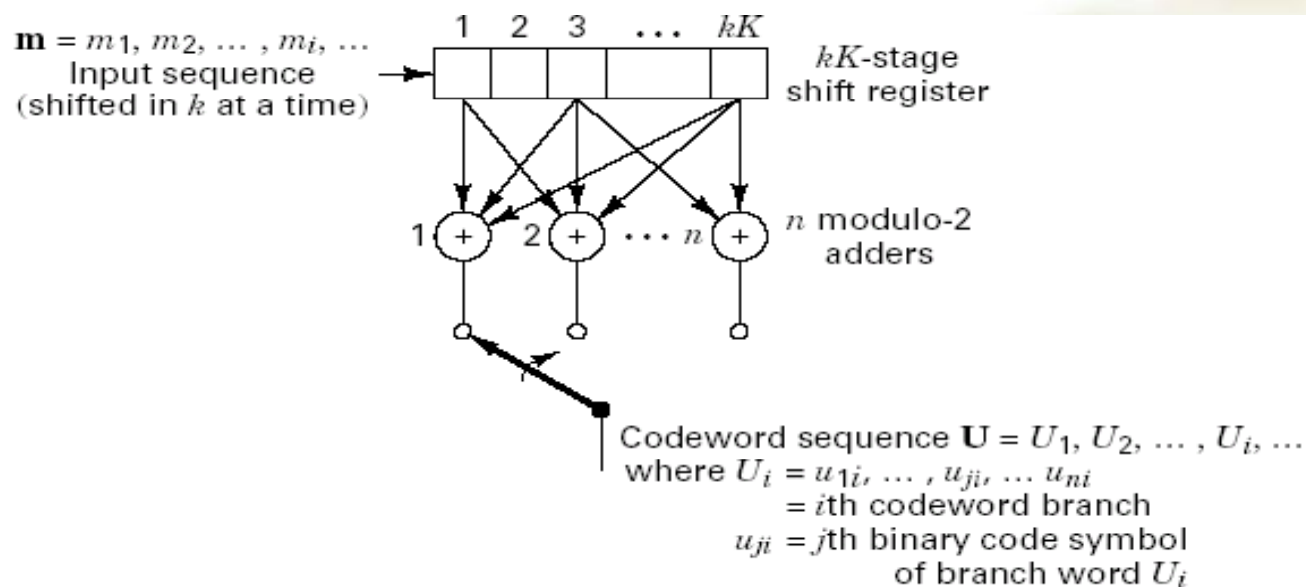 1 2 3 ... kK
m = m1, m2, ... , mi, ...
Input sequence
(shifted in k at a time)
kK-stage
shift register
1 + 2 + ... n +
n modulo-2
adders
Codeword sequence U = U1, U2, ... , Ui, ...
where Ui = u1i, ... , uji, ... uni
= ith codeword branch
uji = jth binary code symbol
of branch word Ui